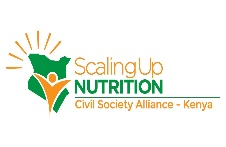 Scaling Up
NUTRITION
Civil Society Alliance - Kenya